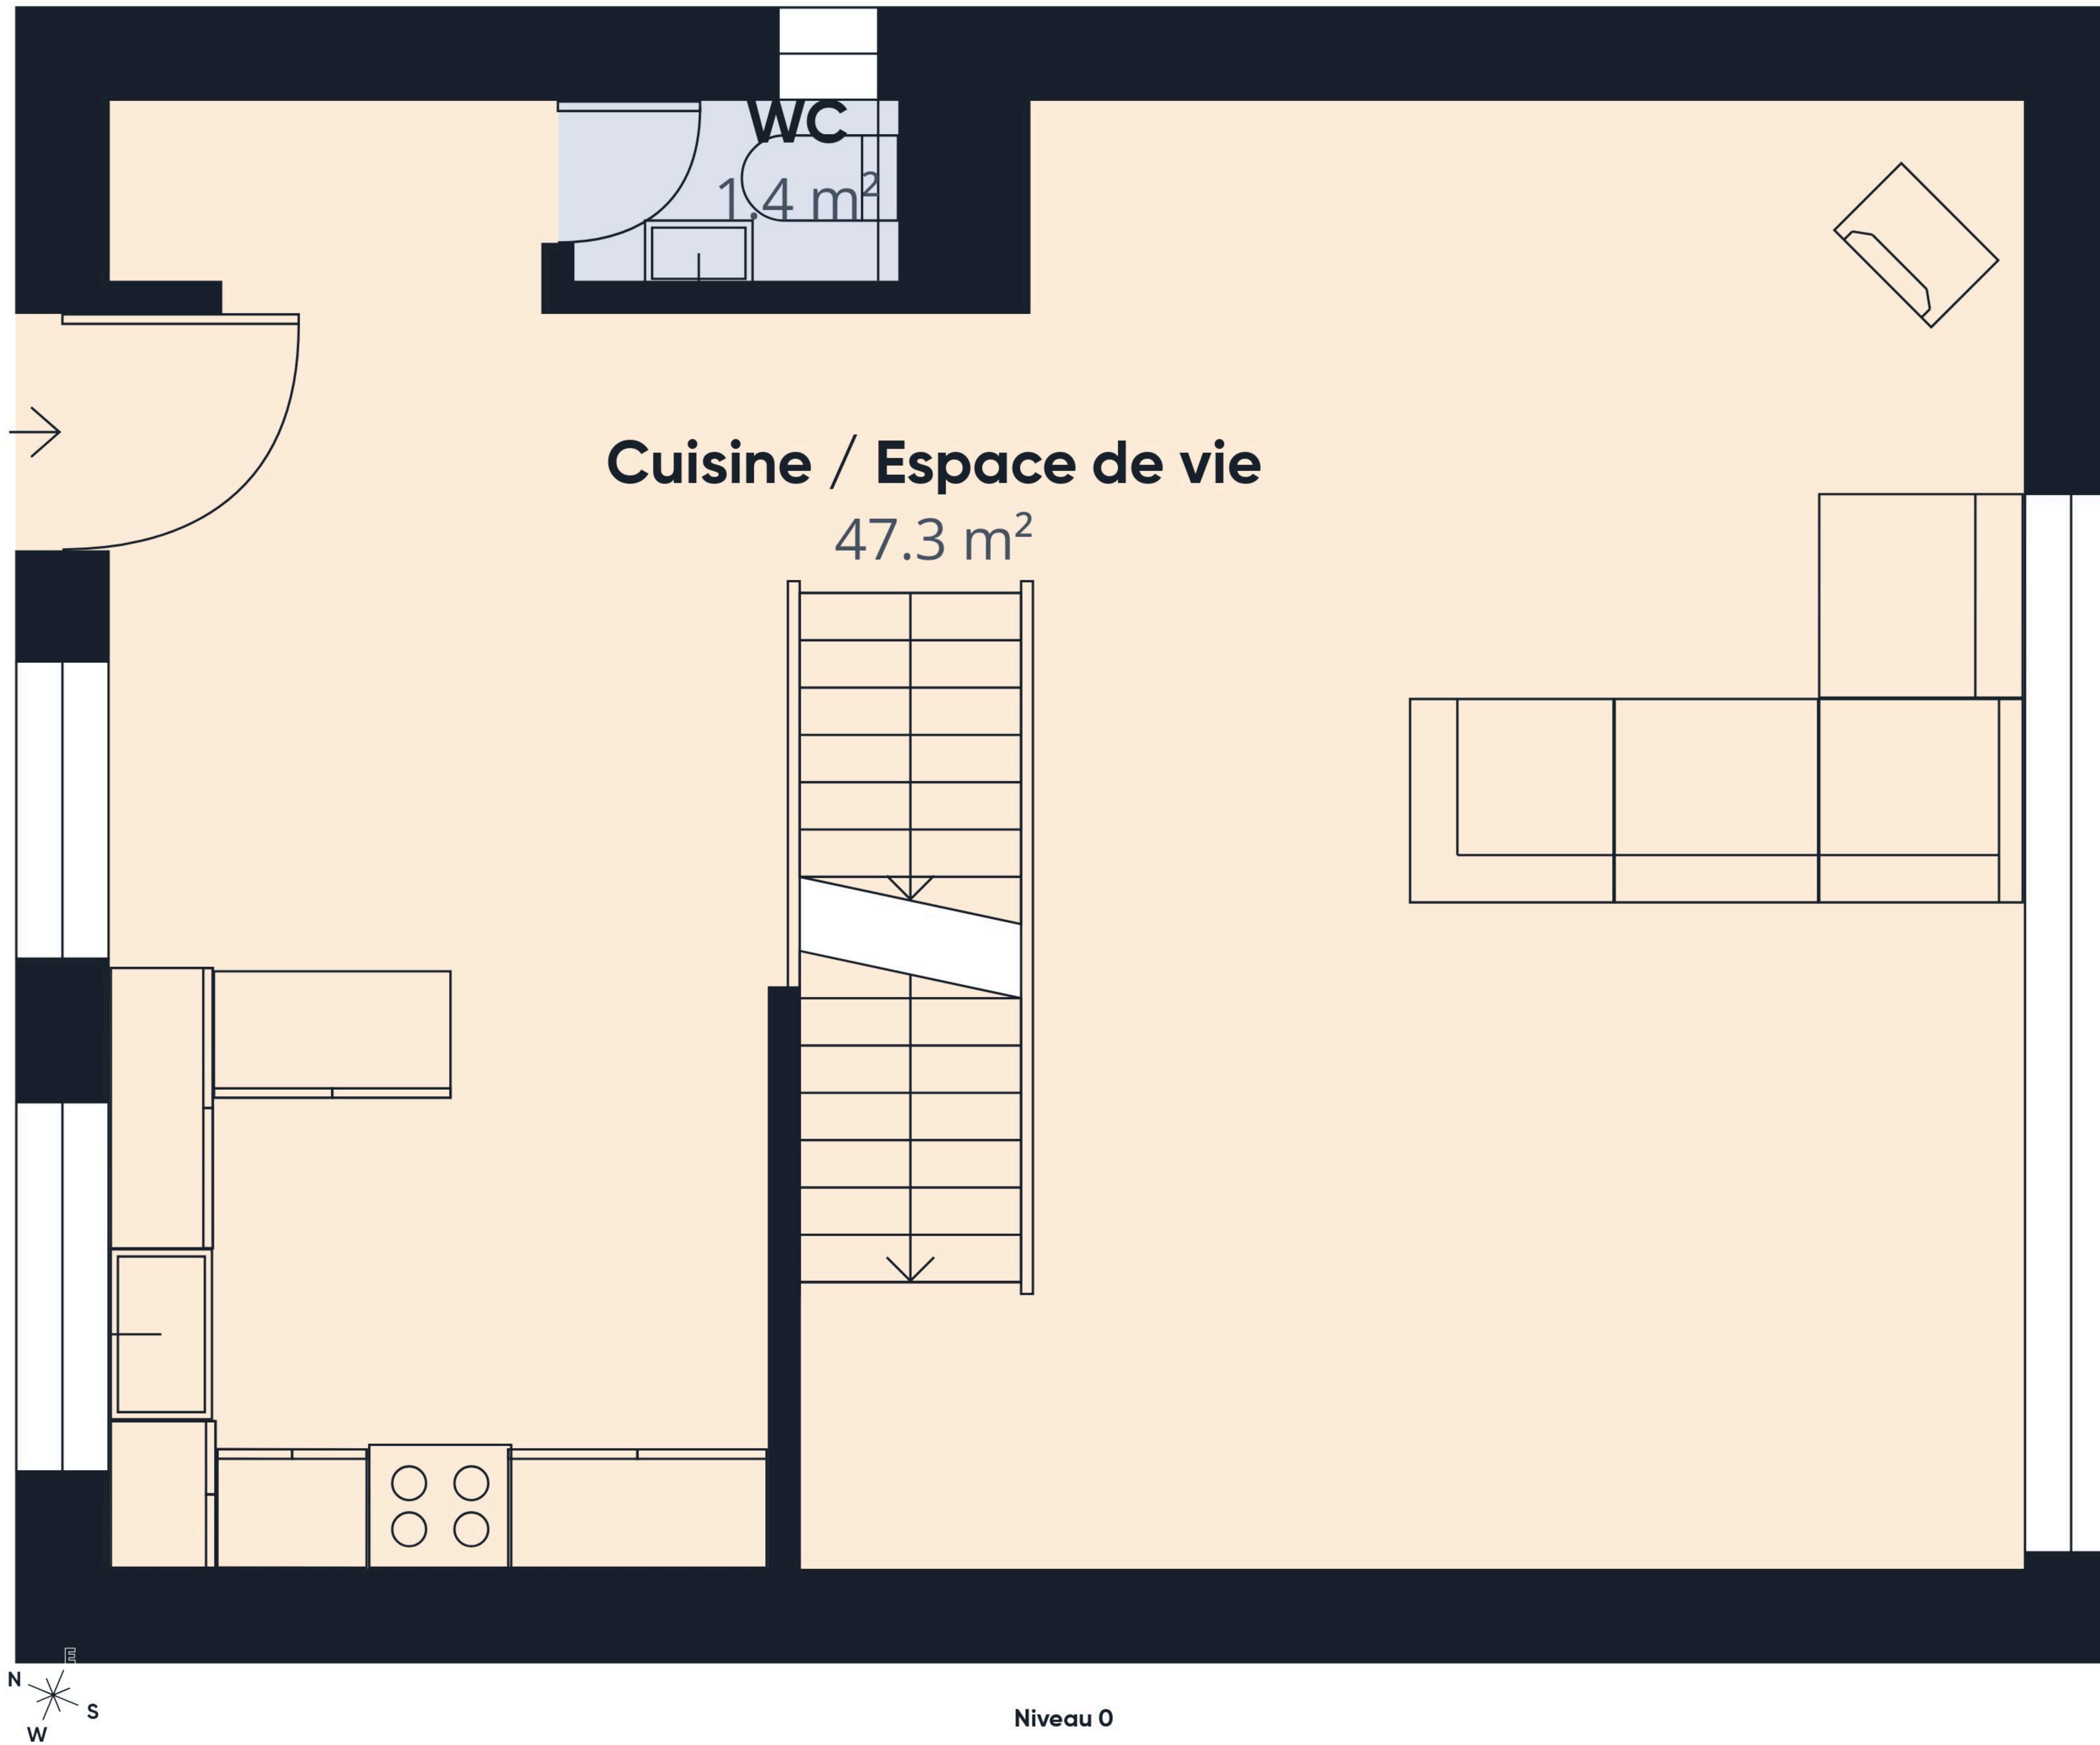 WC
1.4 m²
Cuisine / Espace de vie
47.3 m²
E
N
S
W
Niveau 0